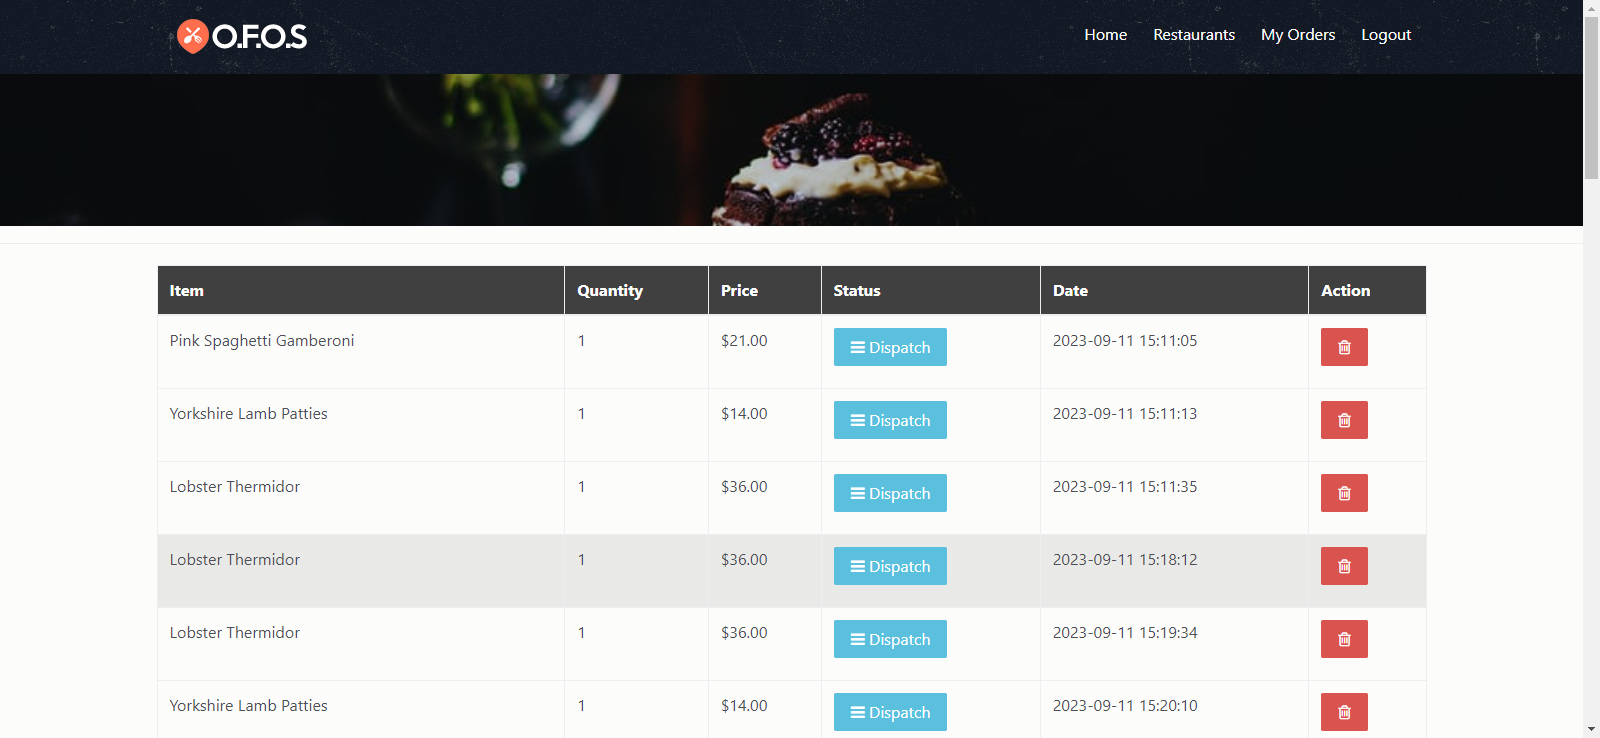 O.F.O.S
Home Restaurants My Orders Logout
Item Quantity Price Status Date Action
Pink Spaghetti Gamberoni 1 $21.00 Dispatch 2023-09-11 15:11:05
Yorkshire Lamb Patties 1 $14.00 Dispatch 2023-09-11 15:11:13
Lobster Thermidor 1 $36.00 Dispatch 2023-09-11 15:11:35
Lobster Thermidor 1 $36.00 Dispatch 2023-09-11 15:18:12
Lobster Thermidor 1 $36.00 Dispatch 2023-09-11 15:19:34
Yorkshire Lamb Patties 1 $14.00 Dispatch 2023-09-11 15:20:10